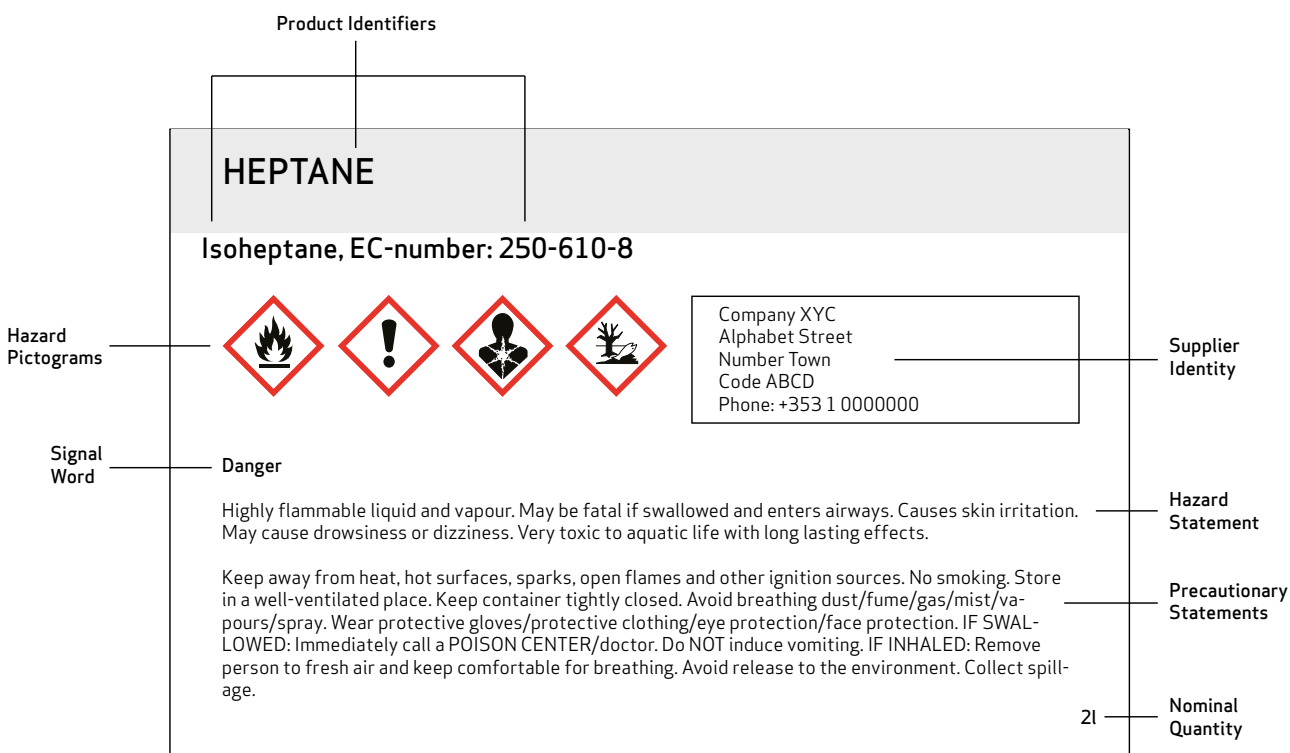 Product Identifiers
HEPTANE
Isoheptane, EC-number: 250-610-8
Hazard
Pictograms
Company XYC
Alphabet Street
Number Town
Code ABCD
Phone: +353 1 0000000
Supplier
Identity
Signal
Word
Danger
Highly flammable liquid and vapour. May be fatal if swallowed and enters airways. Causes skin irritation.
May cause drowsiness or dizziness. Very toxic to aquatic life with long lasting effects.
Hazard
Statement
Keep away from heat, hot surfaces, sparks, open flames and other ignition sources. No smoking. Store
in a well-ventilated place. Keep container tightly closed. Avoid breathing dust/fume/gas/mist/va-
pours/spray. Wear protective gloves/protective clothing/eye protection/face protection. IF SWAL-
LOWED: Immediately call a POISON CENTER/doctor. Do NOT induce vomiting. IF INHALED: Remove
person to fresh air and keep comfortable for breathing. Avoid release to the environment. Collect spill-
age.
Precautionary
Statements
2l
Nominal
Quantity